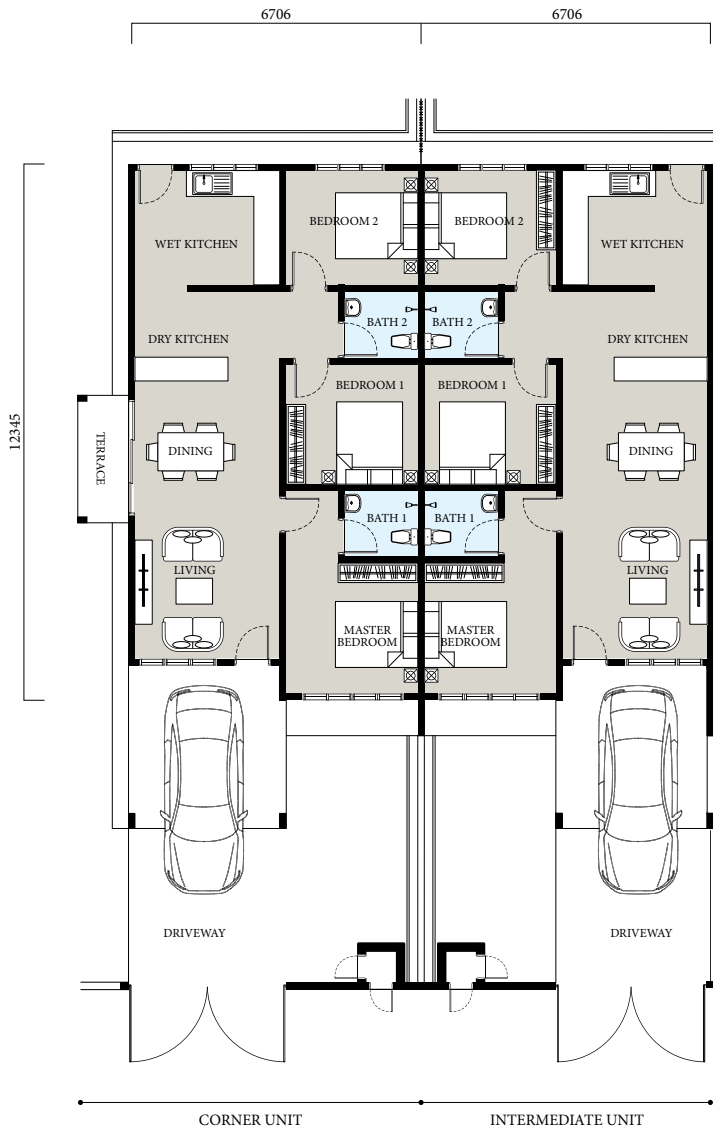 6706
6706
12345
BEDROOM 2
BEDROOM 2
WET KITCHEN
WET KITCHEN
BATH 2
BATH 2
DRY KITCHEN
DRY KITCHEN
BEDROOM 1
BEDROOM 1
TERRACE
DINING
DINING
BATH 1
BATH 1
LIVING
LIVING
MASTER
BEDROOM
MASTER
BEDROOM
DRIVEWAY
DRIVEWAY
CORNER UNIT
INTERMEDIATE UNIT